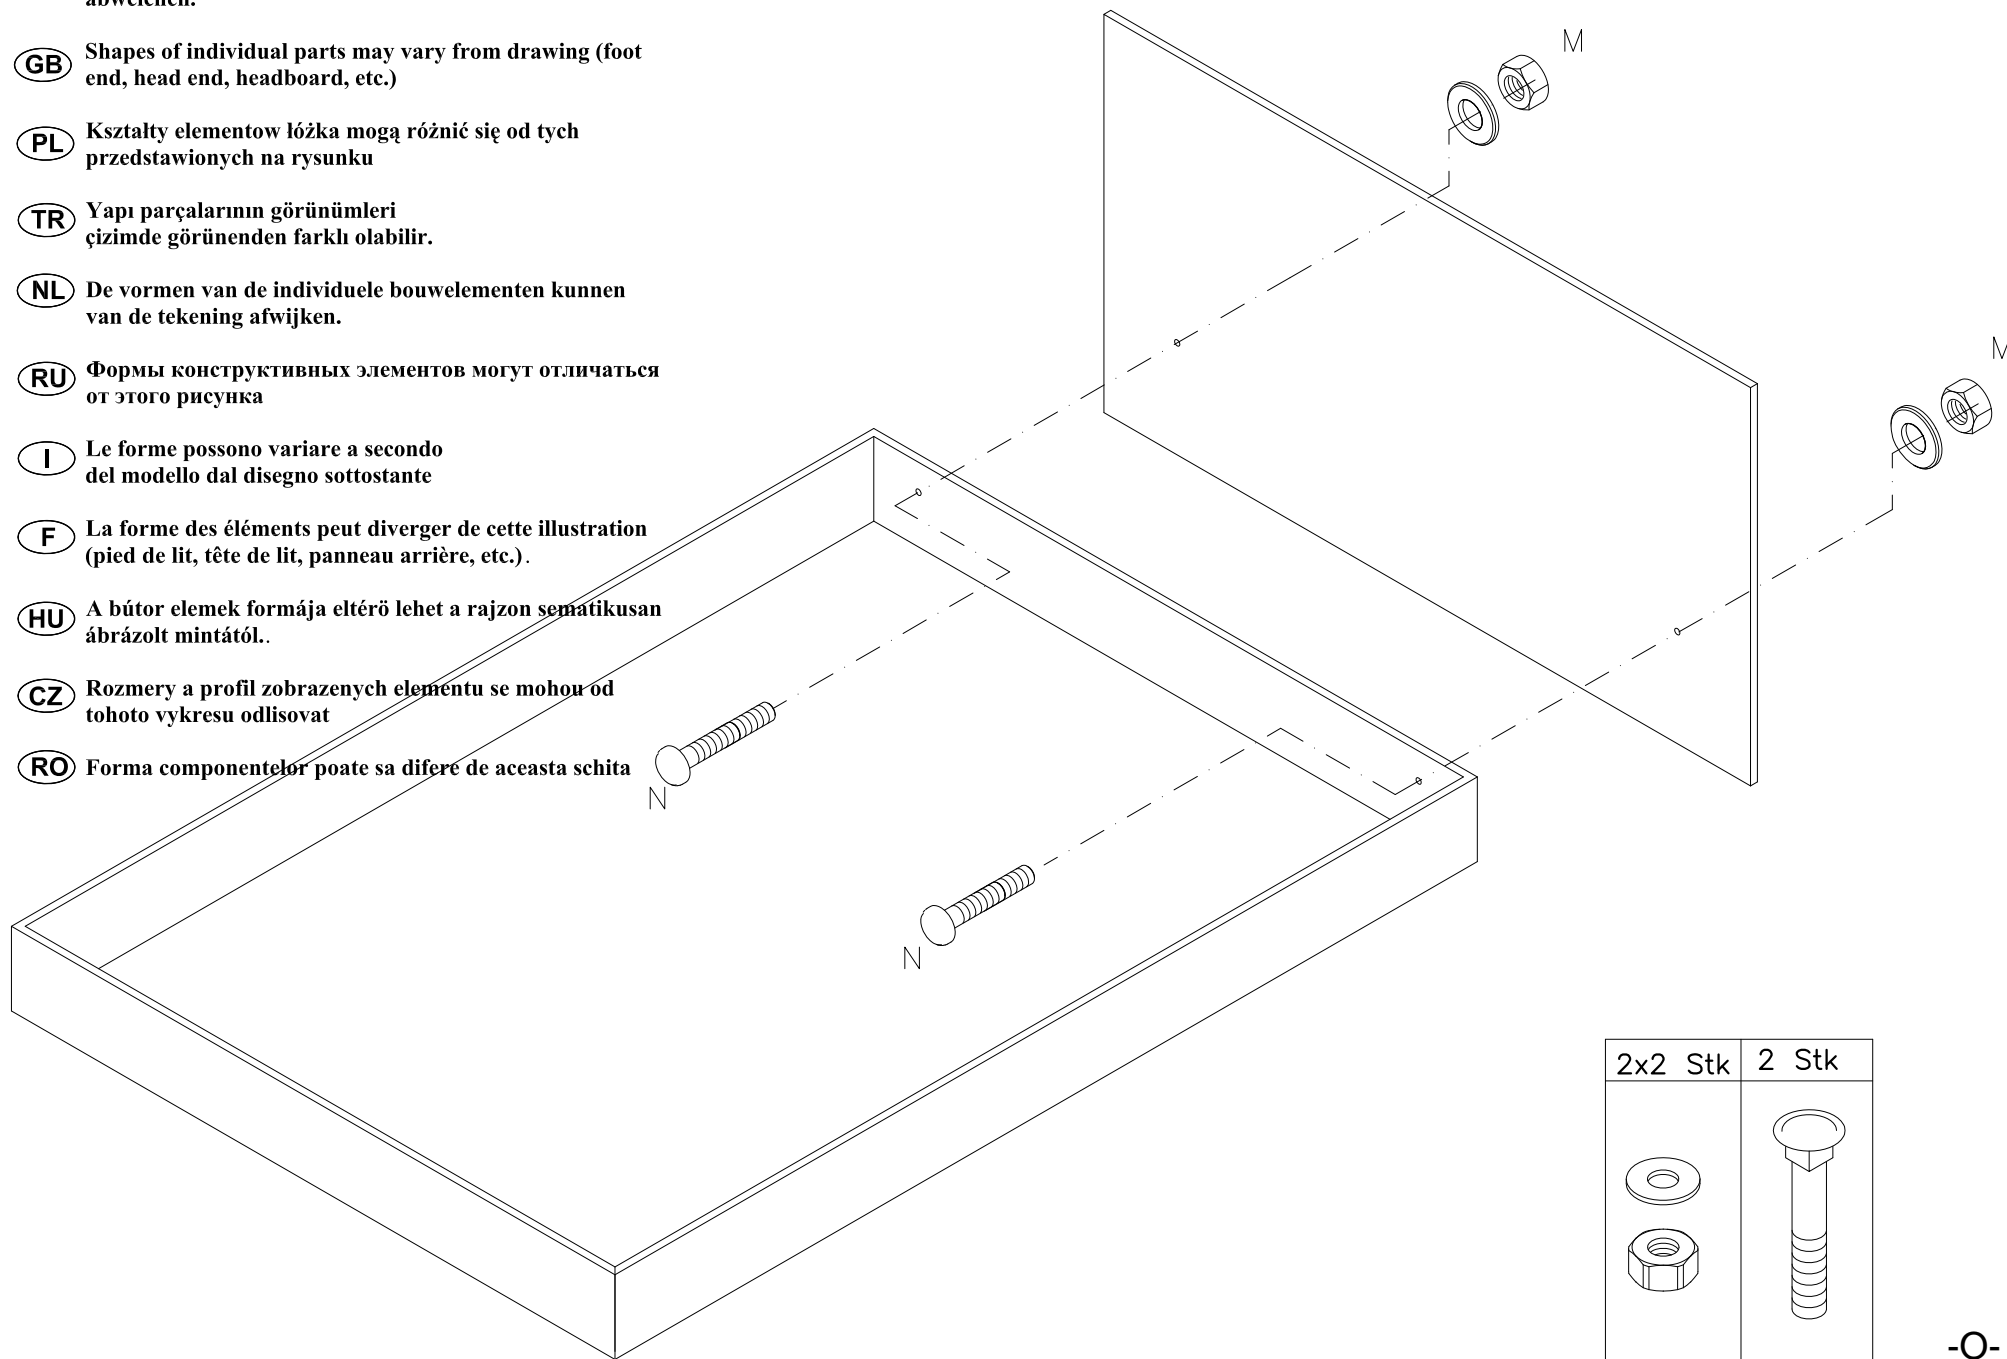 abweichen.
GB Shapes of individual parts may vary from drawing (foot
end, head end, headboard, etc.)
PL Kształty elementow łóżka mogą różnić się od tych
przedstawionych na rysunku
TR Yapı parçalarının görünümleri
çizimde görünenden farklı olabilir.
NL De vormen van de individuele bouwelementen kunnen
van de tekening afwijken.
RU Формы конструктивных элементов могут отличаться
от этого рисунка
I Le forme possono variare a secondo
del modello dal disegno sottostante
F La forme des éléments peut diverger de cette illustration
(pied de lit, tête de lit, panneau arrière, etc.).
HU A bútor elemek formája eltérö lehet a rajzon sematikusan
ábrázolt mintától..
CZ Rozmery a profil zobrazenych elementu se mohou od
tohoto vykresu odlisovat
RO Forma componentelor poate sa difere de aceasta schita
M
M
N
N
2x2 Stk 2 Stk
-O-